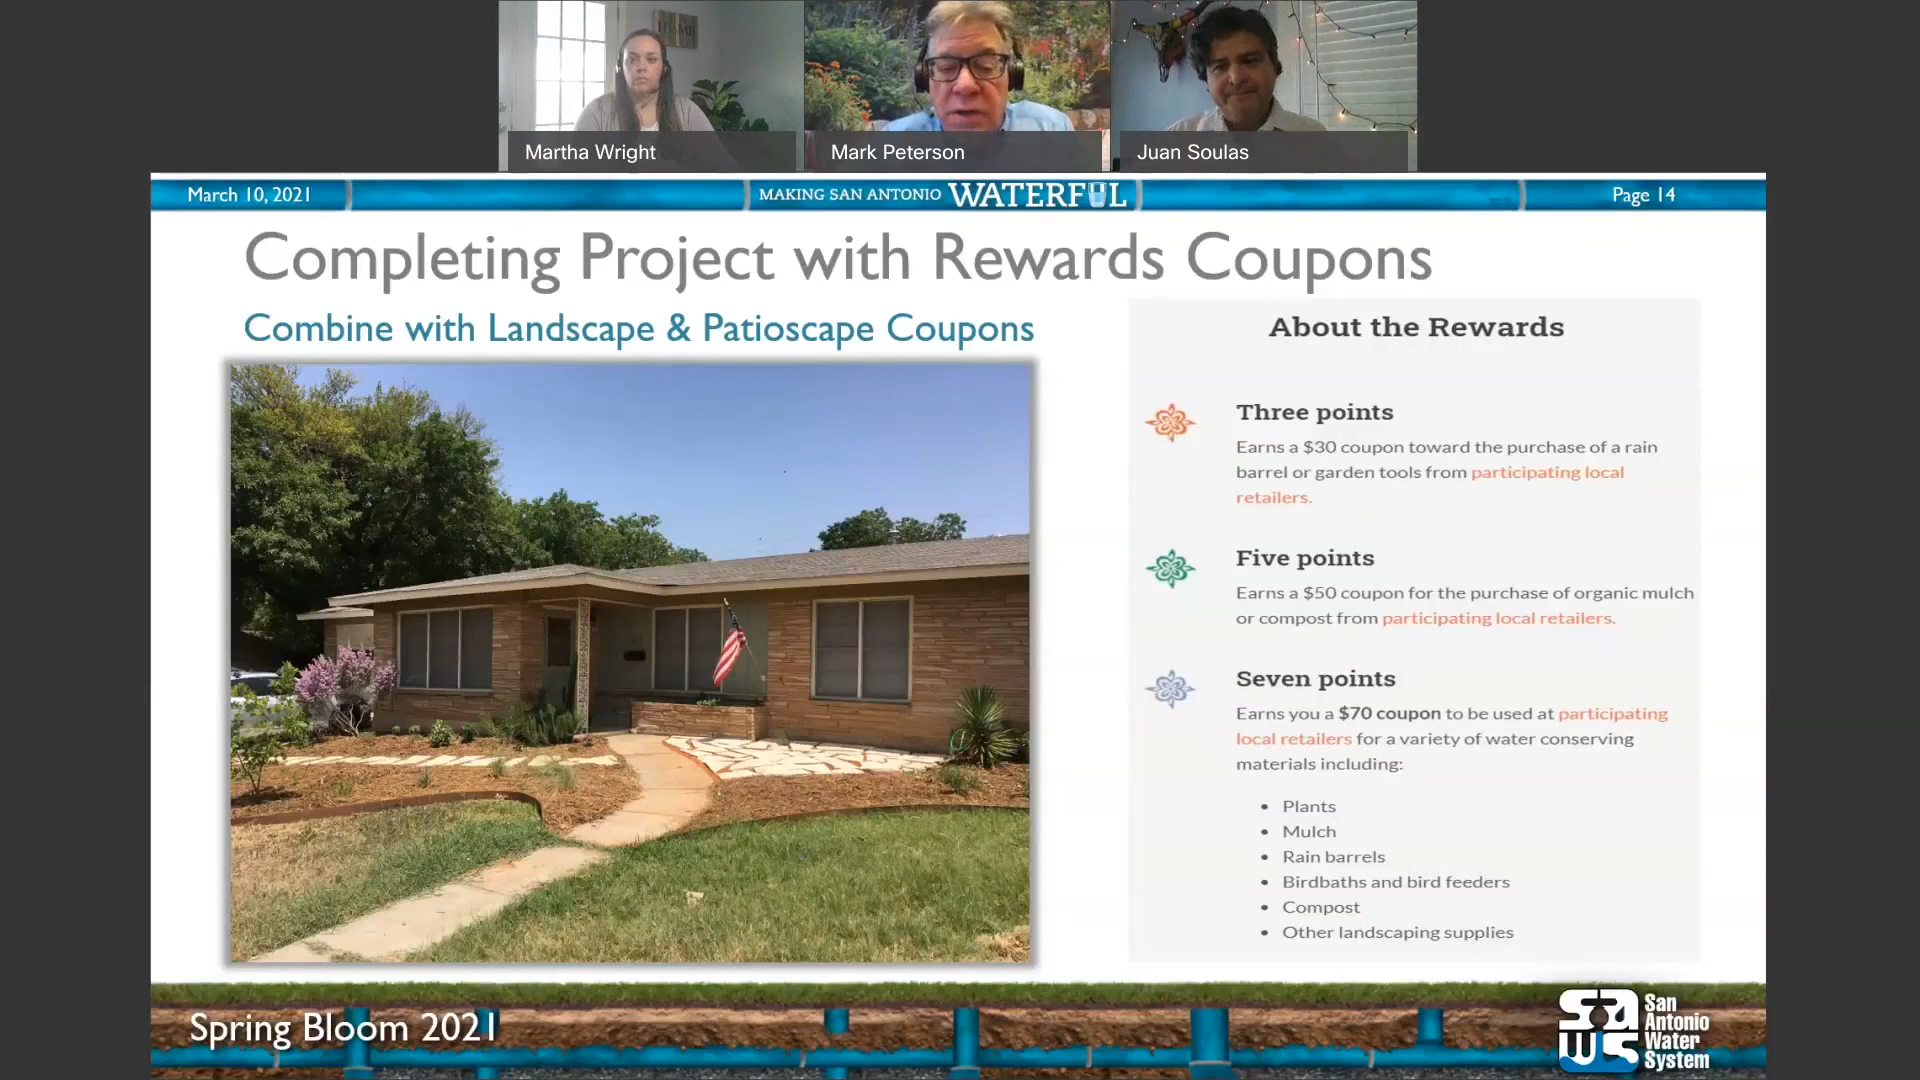 Martha Wright
Mark Peterson
Juan Soulas
March 10, 2021
MAKING SAN ANTONIO WATERFUL
Page 14
Completing Project with Rewards Coupons
Combine with Landscape & Patioscape Coupons
About the Rewards
Three points
Earns a $30 coupon toward the purchase of a rain
barrel or garden tools from participating local
retailers.
Five points
Earns a $50 coupon for the purchase of organic mulch
or compost from participating local retailers.
Seven points
Earns you a $70 coupon to be used at participating
local retailers for a variety of water conserving
materials including:
• Plants
• Mulch
• Rain barrels
• Birdbaths and bird feeders
• Compost
• Other landscaping supplies
Spring Bloom 2021
saws
San
Antonio
Water
System